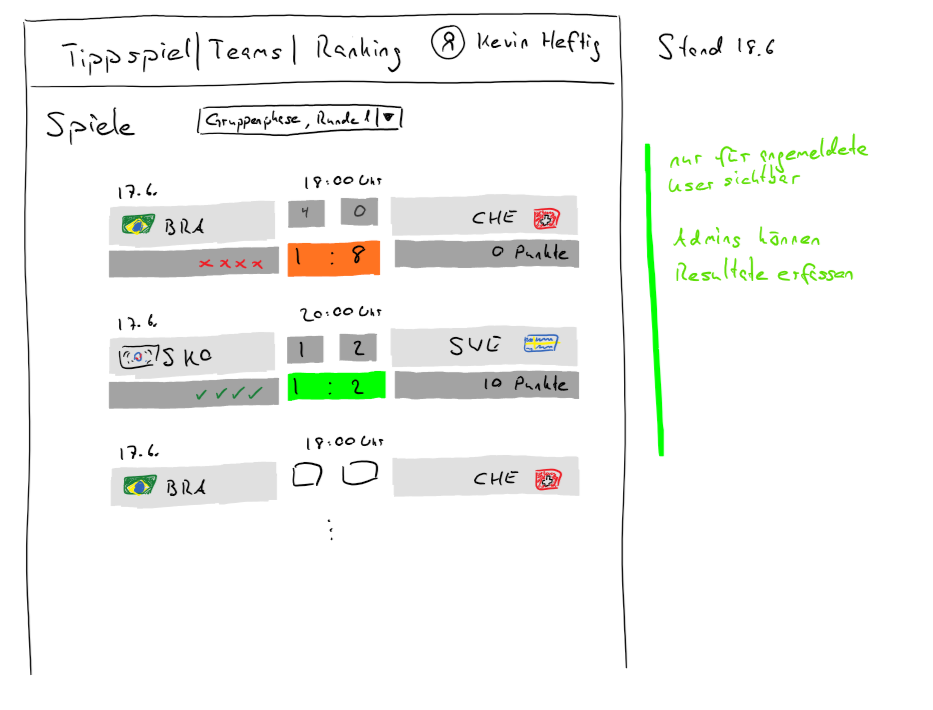 Tippspiel | Teams | Ranking Kevin Heftig
Stand 18.6
Spiele
Gruppenphase, Runde 1
nur für angemeldete
User sichtbar
Admins können
Resultate erfassen
17.6.
18:00 Uhr
BRA 4 0 CHE
xxxx 1 : 8 0 Punkte
17.6.
20:00 Uhr
SKO 1 2 SVE
✓✓✓✓ 1 : 2 10 Punkte
17.6.
18:00 Uhr
BRA CHE
⋮